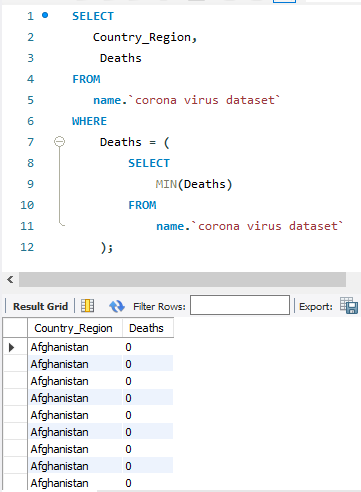 1 SELECT
2 Country_Region,
3 Deaths
4 FROM
5 name.`corona virus dataset`
6 WHERE
7 Deaths = (
8 SELECT
9 MIN(Deaths)
10 FROM
11 name.`corona virus dataset`
12 );
Result Grid Filter Rows: Export:
Country_Region Deaths
Afghanistan 0
Afghanistan 0
Afghanistan 0
Afghanistan 0
Afghanistan 0
Afghanistan 0
Afghanistan 0
Afghanistan 0
Afghanistan 0